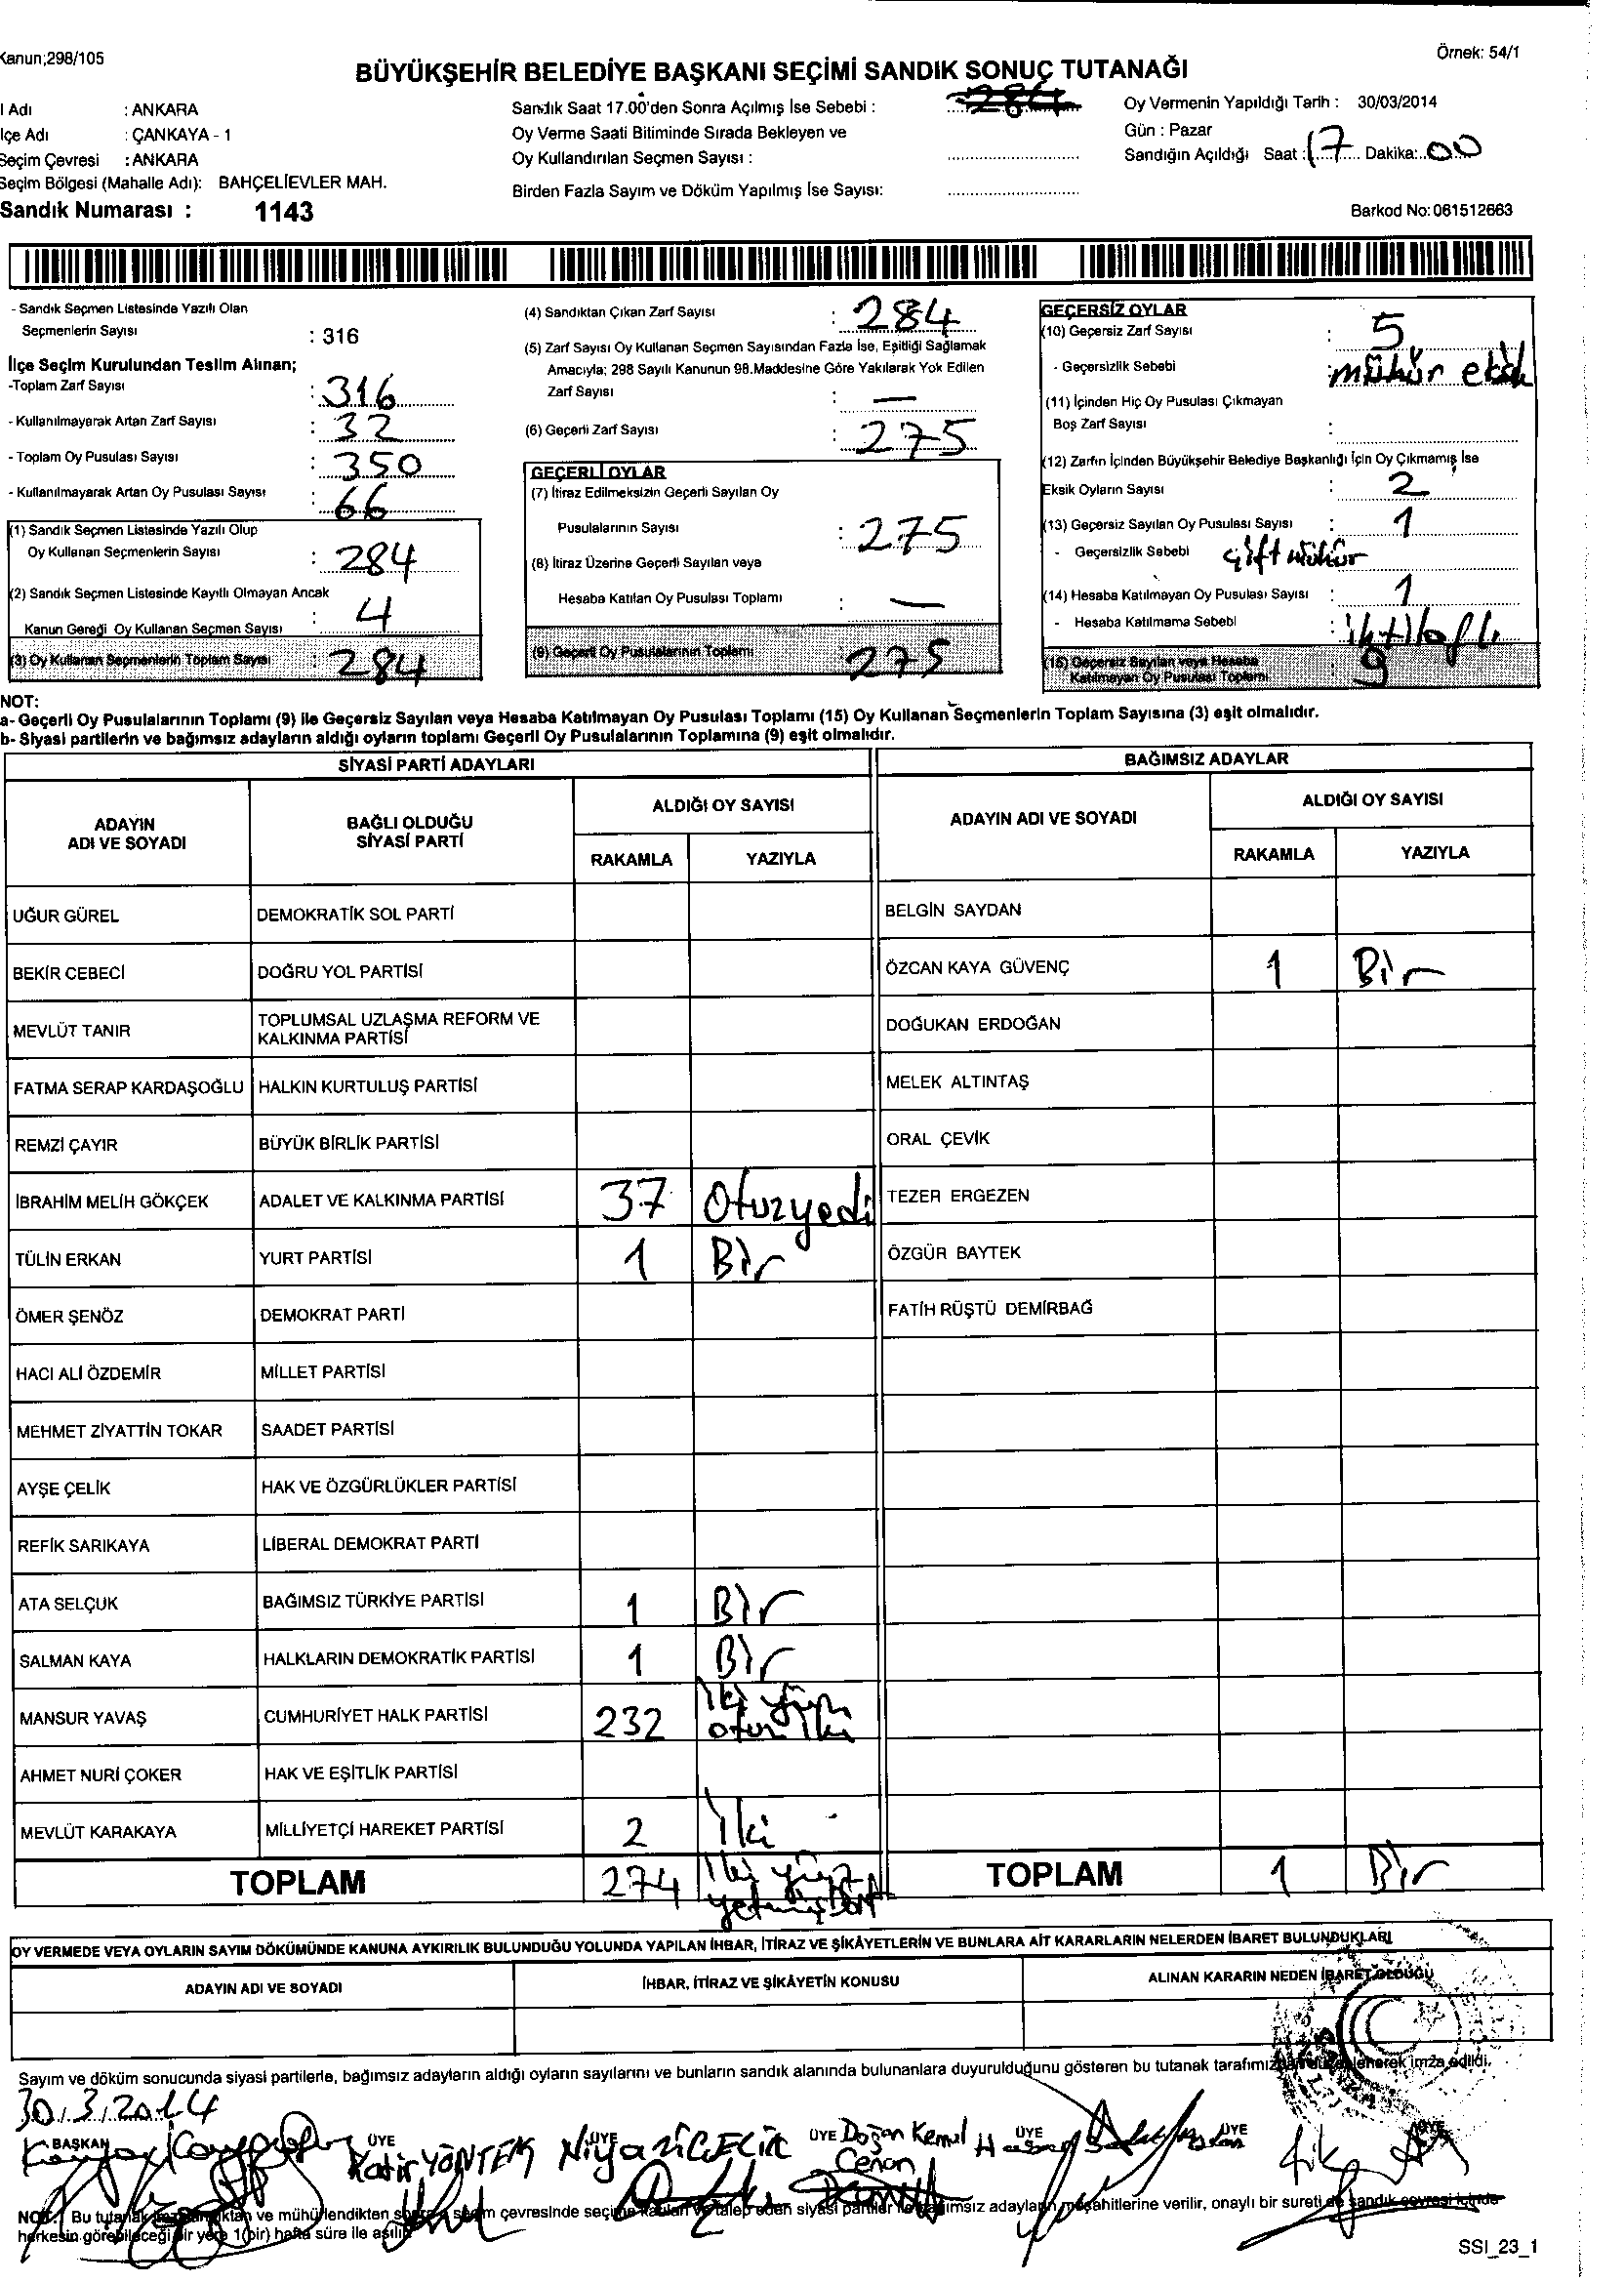 Kanun;298/105
Örnek: 54/1
BÜYÜKŞEHİR BELEDİYE BAŞKANI SEÇİMİ SANDIK SONUÇ TUTANAĞI
l Adı : ANKARA
lçe Adı : ÇANKAYA - 1
Seçim Çevresi : ANKARA
Seçim Bölgesi (Mahalle Adı): BAHÇELİEVLER MAH.
Sandık Numarası : 1143
Sandık Saat 17.00'den Sonra Açılmış İse Sebebi : 284
Oy Verme Saati Bitiminde Sırada Bekleyen ve
Oy Kullandırılan Seçmen Sayısı :
Birden Fazla Sayım ve Döküm Yapılmış İse Sayısı:
Oy Vermenin Yapıldığı Tarih : 30/03/2014
Gün : Pazar
Sandığın Açıldığı Saat : 17 Dakika: 00
Barkod No: 061512663
- Sandık Seçmen Listesinde Yazılı Olan
Seçmenlerin Sayısı : 316
İlçe Seçim Kurulundan Teslim Alınan;
-Toplam Zarf Sayısı : 316
- Kullanılmayarak Artan Zarf Sayısı : 32
- Toplam Oy Pusulası Sayısı : 350
- Kullanılmayarak Artan Oy Pusulası Sayısı : 66
(1) Sandık Seçmen Listesinde Yazılı Olup
Oy Kullanan Seçmenlerin Sayısı : 284
(2) Sandık Seçmen Listesinde Kayıtlı Olmayan Ancak
Kanun Gereği Oy Kullanan Seçmen Sayısı : 4
(3) Oy Kullanan Seçmenlerin Toplam Sayısı : 284
(4) Sandıktan Çıkan Zarf Sayısı : 284
(5) Zarf Sayısı Oy Kullanan Seçmen Sayısından Fazla İse, Eşitliği Sağlamak
Amacıyla; 298 Sayılı Kanunun 98.Maddesine Göre Yakılarak Yok Edilen
Zarf Sayısı : —
(6) Geçerli Zarf Sayısı : 275
GEÇERLİ OYLAR
(7) İtiraz Edilmeksizin Geçerli Sayılan Oy
Pusulalarının Sayısı : 275
(8) İtiraz Üzerine Geçerli Sayılan veya
Hesaba Katılan Oy Pusulası Toplamı : —
(9) Geçerli Oy Pusulalarının Toplamı : 275
GEÇERSİZ OYLAR
(10) Geçersiz Zarf Sayısı : 5
- Geçersizlik Sebebi : mühür eksik
(11) İçinden Hiç Oy Pusulası Çıkmayan
Boş Zarf Sayısı :
(12) Zarfın İçinden Büyükşehir Belediye Başkanlığı İçin Oy Çıkmamış İse
Eksik Oyların Sayısı : 2
(13) Geçersiz Sayılan Oy Pusulası Sayısı : 1
- Geçersizlik Sebebi çift mühür
(14) Hesaba Katılmayan Oy Pusulası Sayısı : 1
- Hesaba Katılmama Sebebi :
(15) Geçersiz Sayılan veya Hesaba
Katılmayan Oy Pusulası Toplamı : 9
NOT:
a- Geçerli Oy Pusulalarının Toplamı (9) ile Geçersiz Sayılan veya Hesaba Katılmayan Oy Pusulası Toplamı (15) Oy Kullanan Seçmenlerin Toplam Sayısına (3) eşit olmalıdır.
b- Siyasi partilerin ve bağımsız adayların aldığı oyların toplamı Geçerli Oy Pusulalarının Toplamına (9) eşit olmalıdır.
SİYASİ PARTİ ADAYLARI
ADAYIN
ADI VE SOYADI
BAĞLI OLDUĞU
SİYASİ PARTİ
ALDIĞI OY SAYISI
RAKAMLA YAZIYLA
UĞUR GÜREL DEMOKRATİK SOL PARTİ
BEKİR CEBECİ DOĞRU YOL PARTİSİ
MEVLÜT TANIR TOPLUMSAL UZLAŞMA REFORM VE
KALKINMA PARTİSİ
FATMA SERAP KARDAŞOĞLU HALKIN KURTULUŞ PARTİSİ
REMZİ ÇAYIR BÜYÜK BİRLİK PARTİSİ
İBRAHİM MELİH GÖKÇEK ADALET VE KALKINMA PARTİSİ 37 Otuzyedi
TÜLİN ERKAN YURT PARTİSİ 1 Bir
ÖMER ŞENÖZ DEMOKRAT PARTİ
HACI ALİ ÖZDEMİR MİLLET PARTİSİ
MEHMET ZİYATTİN TOKAR SAADET PARTİSİ
AYŞE ÇELİK HAK VE ÖZGÜRLÜKLER PARTİSİ
REFİK SARIKAYA LİBERAL DEMOKRAT PARTİ
ATA SELÇUK BAĞIMSIZ TÜRKİYE PARTİSİ 1 Bir
SALMAN KAYA HALKLARIN DEMOKRATİK PARTİSİ 1 Bir
MANSUR YAVAŞ CUMHURİYET HALK PARTİSİ 232 İki yüz
otuz iki
AHMET NURİ ÇOKER HAK VE EŞİTLİK PARTİSİ
MEVLÜT KARAKAYA MİLLİYETÇİ HAREKET PARTİSİ 2 İki
TOPLAM 274 İki yüz
yetmiş dört
BAĞIMSIZ ADAYLAR
ADAYIN ADI VE SOYADI
ALDIĞI OY SAYISI
RAKAMLA YAZIYLA
BELGİN SAYDAN
ÖZCAN KAYA GÜVENÇ 1 Bir
DOĞUKAN ERDOĞAN
MELEK ALTINTAŞ
ORAL ÇEVİK
TEZER ERGEZEN
ÖZGÜR BAYTEK
FATİH RÜŞTÜ DEMİRBAĞ
TOPLAM 1 Bir
OY VERMEDE VEYA OYLARIN SAYIM DÖKÜMÜNDE KANUNA AYKIRILIK BULUNDUĞU YOLUNDA YAPILAN İHBAR, İTİRAZ VE ŞİKÂYETLERİN VE BUNLARA AİT KARARLARIN NELERDEN İBARET BULUNDUKLARI
ADAYIN ADI VE SOYADI İHBAR, İTİRAZ VE ŞİKÂYETİN KONUSU ALINAN KARARIN NEDEN İBARET OLDUĞU
Sayım ve döküm sonucunda siyasi partilerle, bağımsız adayların aldığı oyların sayılarını ve bunların sandık alanında bulunanlara duyurulduğunu gösteren bu tutanak tarafımızdan düzenlenerek imza edildi.
30.3.2014
BAŞKAN ÜYE ÜYE ÜYE ÜYE ÜYE
Kadir YÖNTEM Niyazi Doğan Kemal
Cenan
NOT: Bu tutanak ve mühürlendikten sonra seçim çevresinde seçime katılan ve talep eden siyasi partiler ile bağımsız adayların müşahitlerine verilir, onaylı bir sureti de sandık çevresi içinde
herkesin görebileceği bir yere 1(bir) hafta süre ile asılır.
SSI_23_1